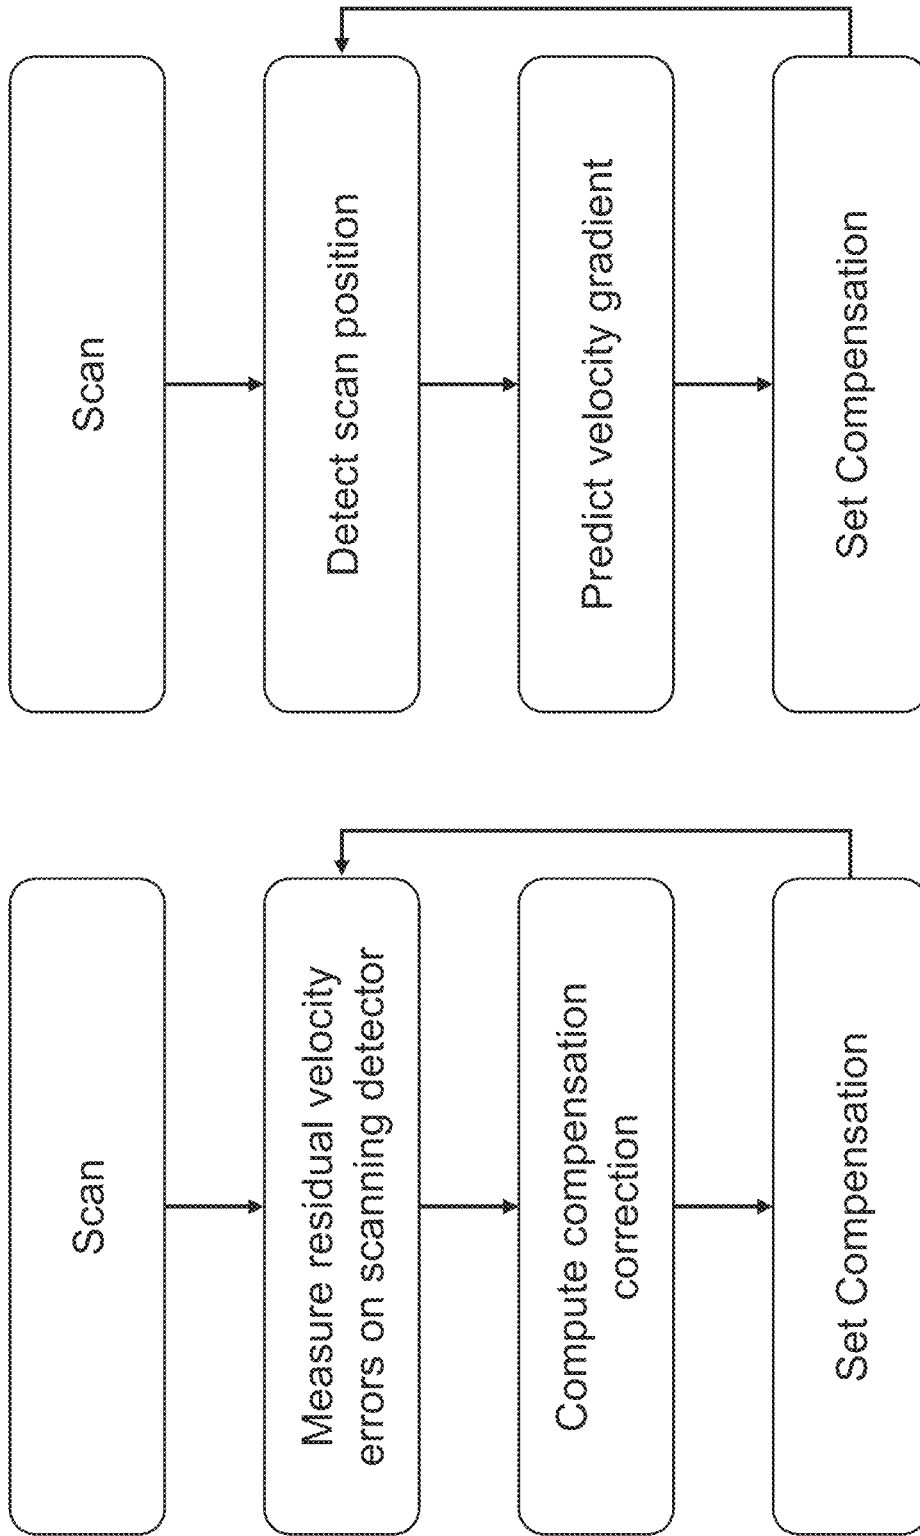 Scan
Measure residual velocity
errors on scanning detector
Compute compensation
correction
Set Compensation
Scan
Detect scan position
Predict velocity gradient
Set Compensation